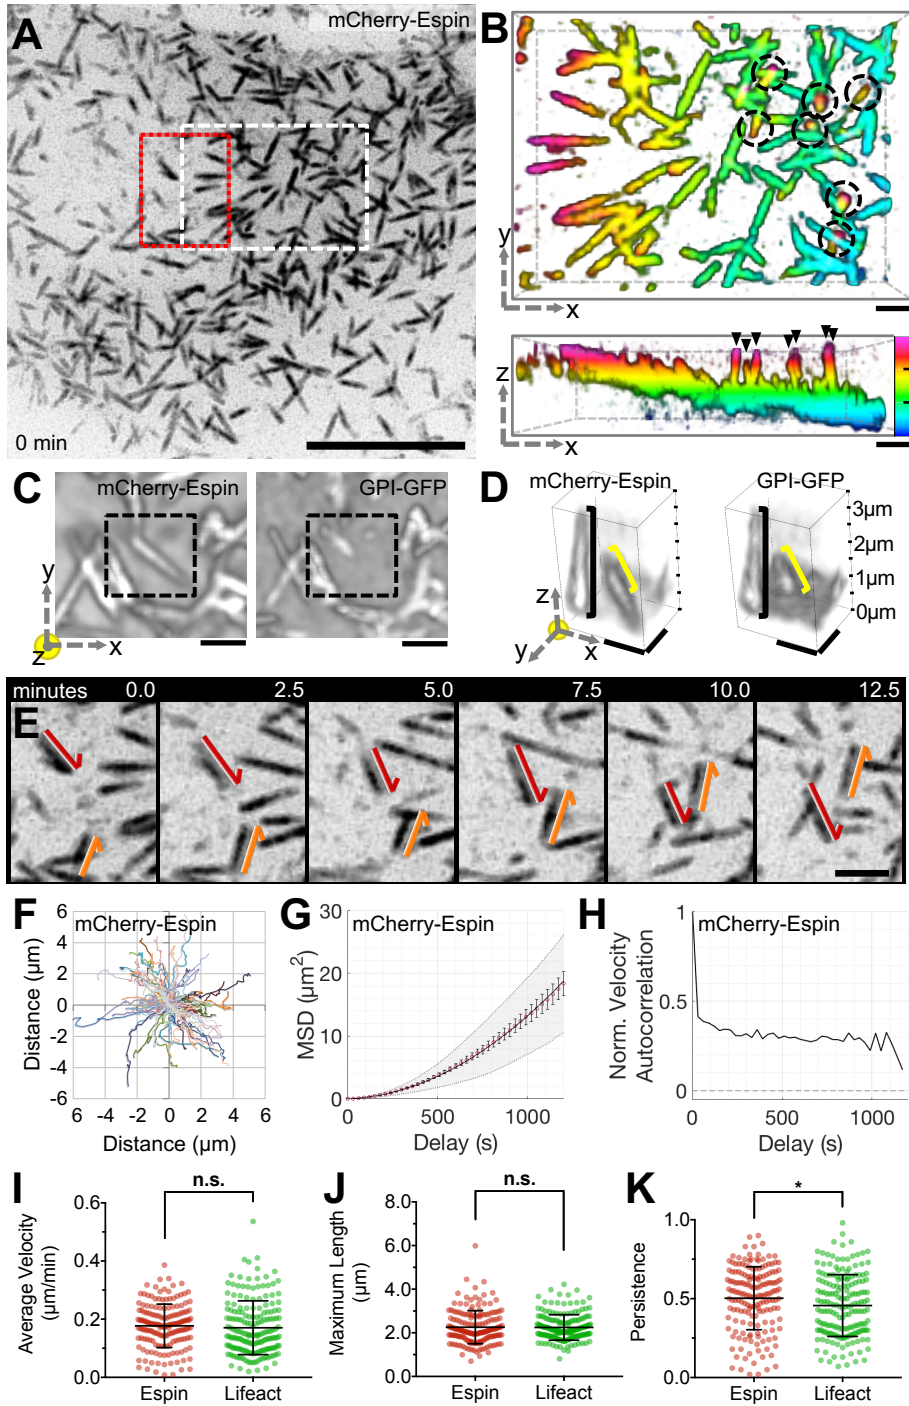 A
mCherry-Espin
0 min
B
y
x
z
x
C
mCherry-Espin
GPI-GFP
y
z
x
D
mCherry-Espin
GPI-GFP
3µm
2µm
1µm
0µm
z
y
x
minutes
0.0
2.5
5.0
7.5
10.0
12.5
E
F
mCherry-Espin
Distance (µm)
6
4
2
0
-2
-4
-6
6
-4
-2
0
2
4
6
Distance (µm)
G
mCherry-Espin
MSD (µm²)
30
20
10
0
0
500
1000
Delay (s)
H
mCherry-Espin
Norm. Velocity
Autocorrelation
1
0.5
0
0
500
1000
Delay (s)
I
n.s.
Average Velocity
(µm/min)
0.6
0.4
0.2
0.0
Espin
Lifeact
J
n.s.
Maximum Length
(µm)
8.0
6.0
4.0
2.0
0.0
Espin
Lifeact
K
*
Persistence
1.0
0.5
0.0
Espin
Lifeact